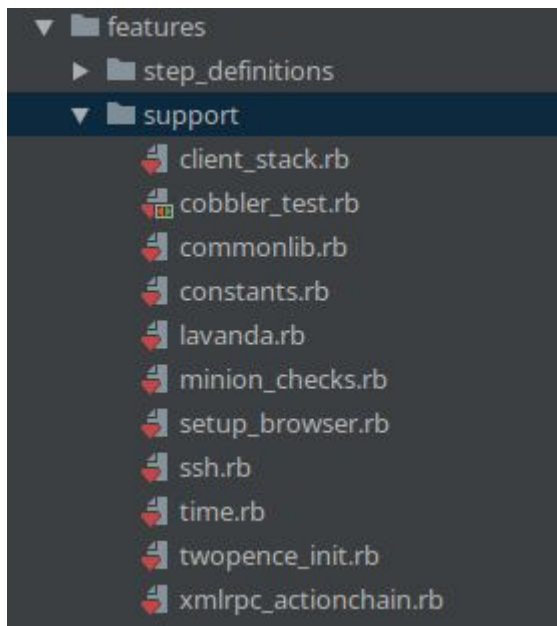 features
step_definitions
support
client_stack.rb
cobbler_test.rb
commonlib.rb
constants.rb
lavanda.rb
minion_checks.rb
setup_browser.rb
ssh.rb
time.rb
twopence_init.rb
xmlrpc_actionchain.rb